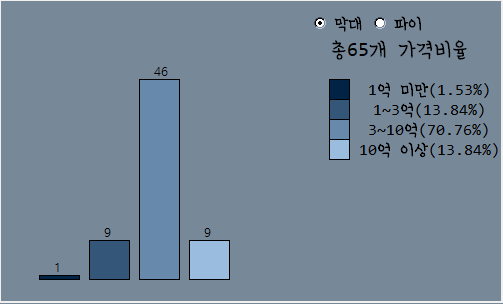 막대 파이
총65개 가격비율
1억 미만(1.53%)
1~3억(13.84%)
3~10억(70.76%)
10억 이상(13.84%)
46
9 9
1